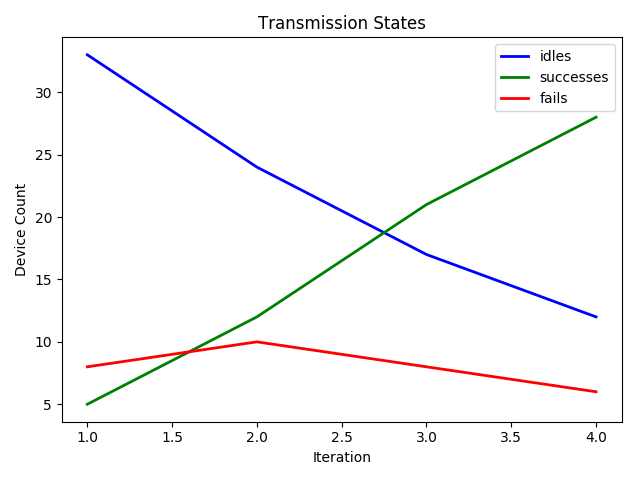 Transmission States
idles
successes
fails
Device Count
30
25
20
15
10
5
1.0 1.5 2.0 2.5 3.0 3.5 4.0
Iteration